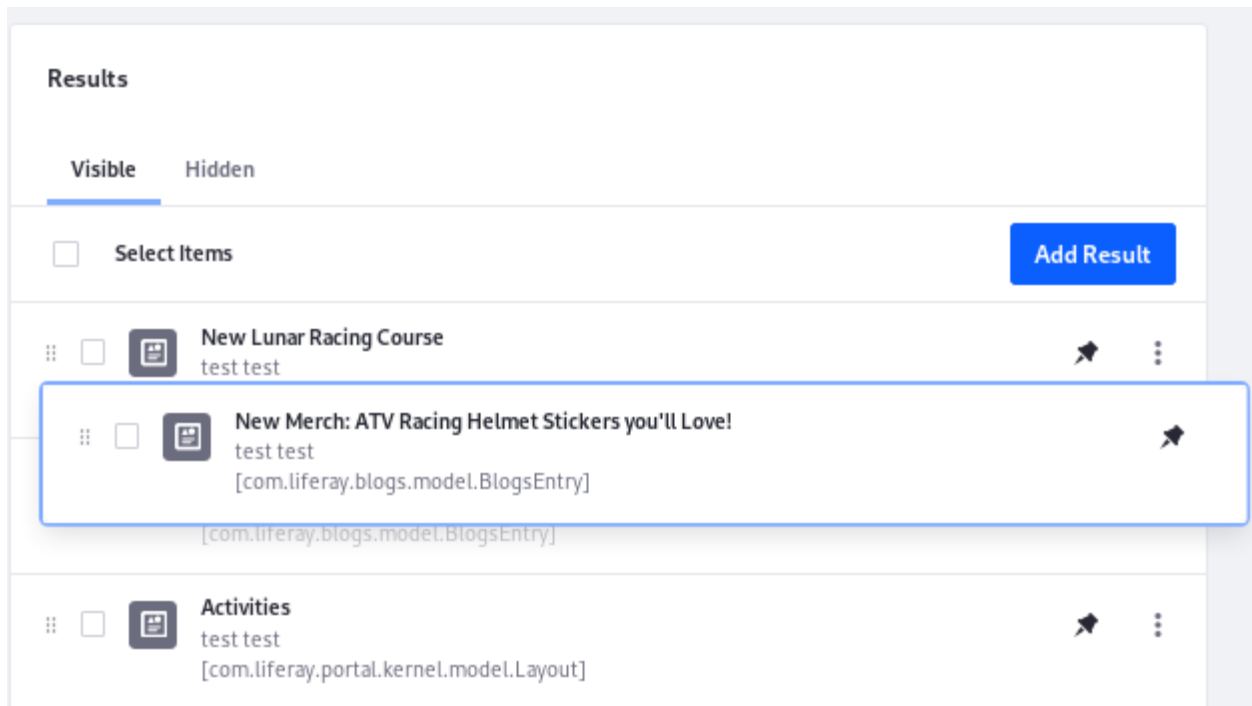 Results
Visible Hidden
Select Items Add Result
New Lunar Racing Course
test test
New Merch: ATV Racing Helmet Stickers you'll Love!
test test
[com.liferay.blogs.model.BlogsEntry]
[com.liferay.blogs.model.BlogsEntry]
Activities
test test
[com.liferay.portal.kernel.model.Layout]